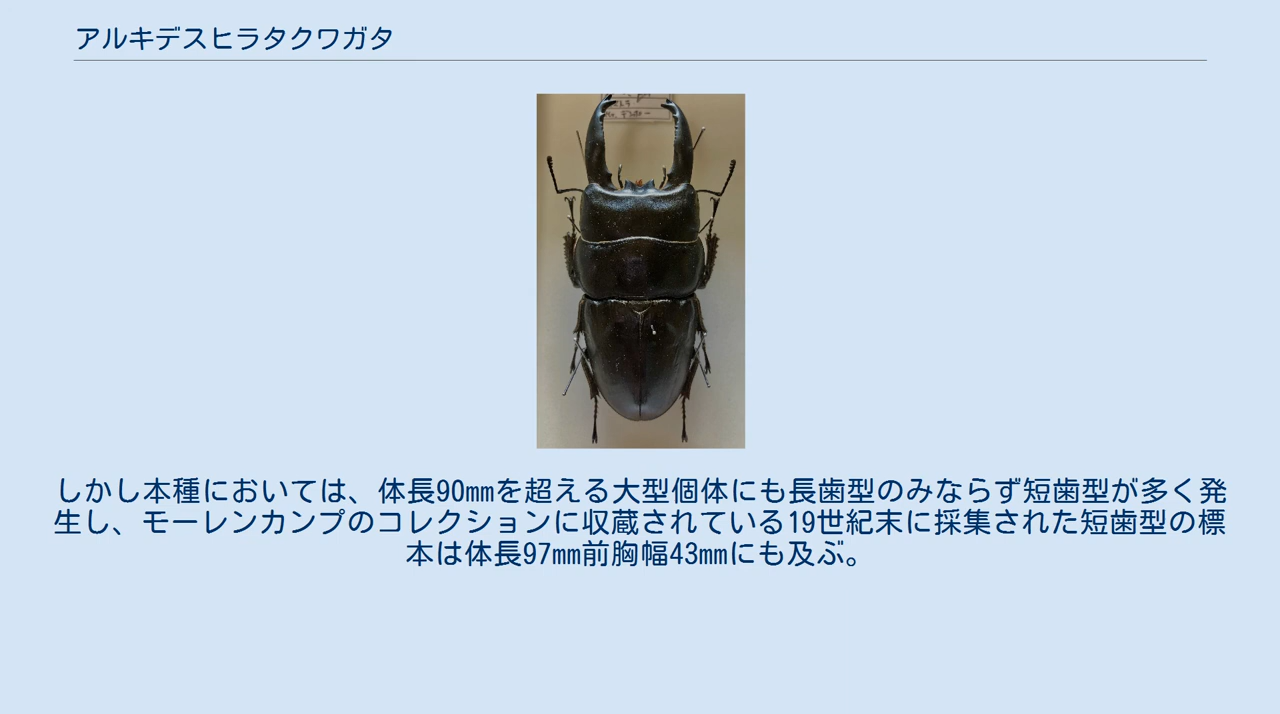 アルキデスヒラタクワガタ
しかし本種においては、体長90mmを超える大型個体にも長歯型のみならず短歯型が多く発
生し、モーレンカンプのコレクションに収蔵されている19世紀末に採集された短歯型の標
本は体長97mm前胸幅43mmにも及ぶ。